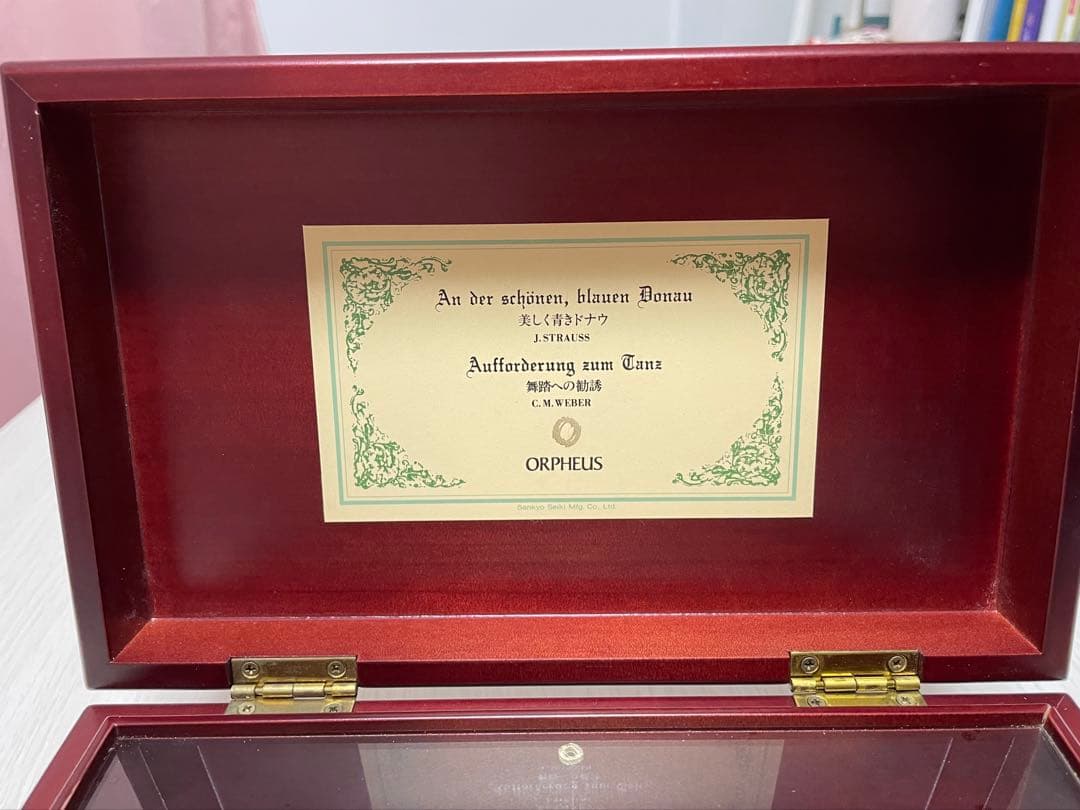 An der schönen, blauen Donau
美しく青きドナウ
J. STRAUSS
Aufforderung zum Tanz
舞踏への勧誘
C. M. WEBER
ORPHEUS
Sankyo Seiki Mfg. Co., Ltd.